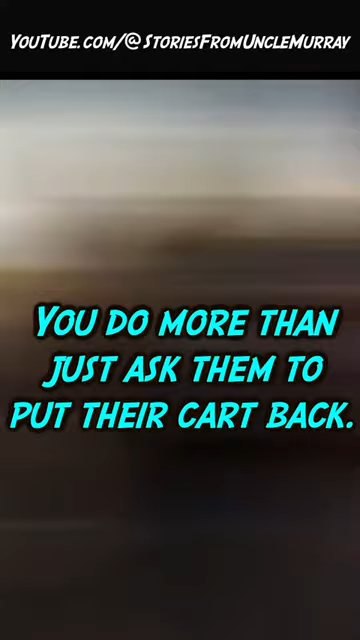 YouTube.com/@StoriesFromUncleMurray
You do more than
just ask them to
put their cart back.